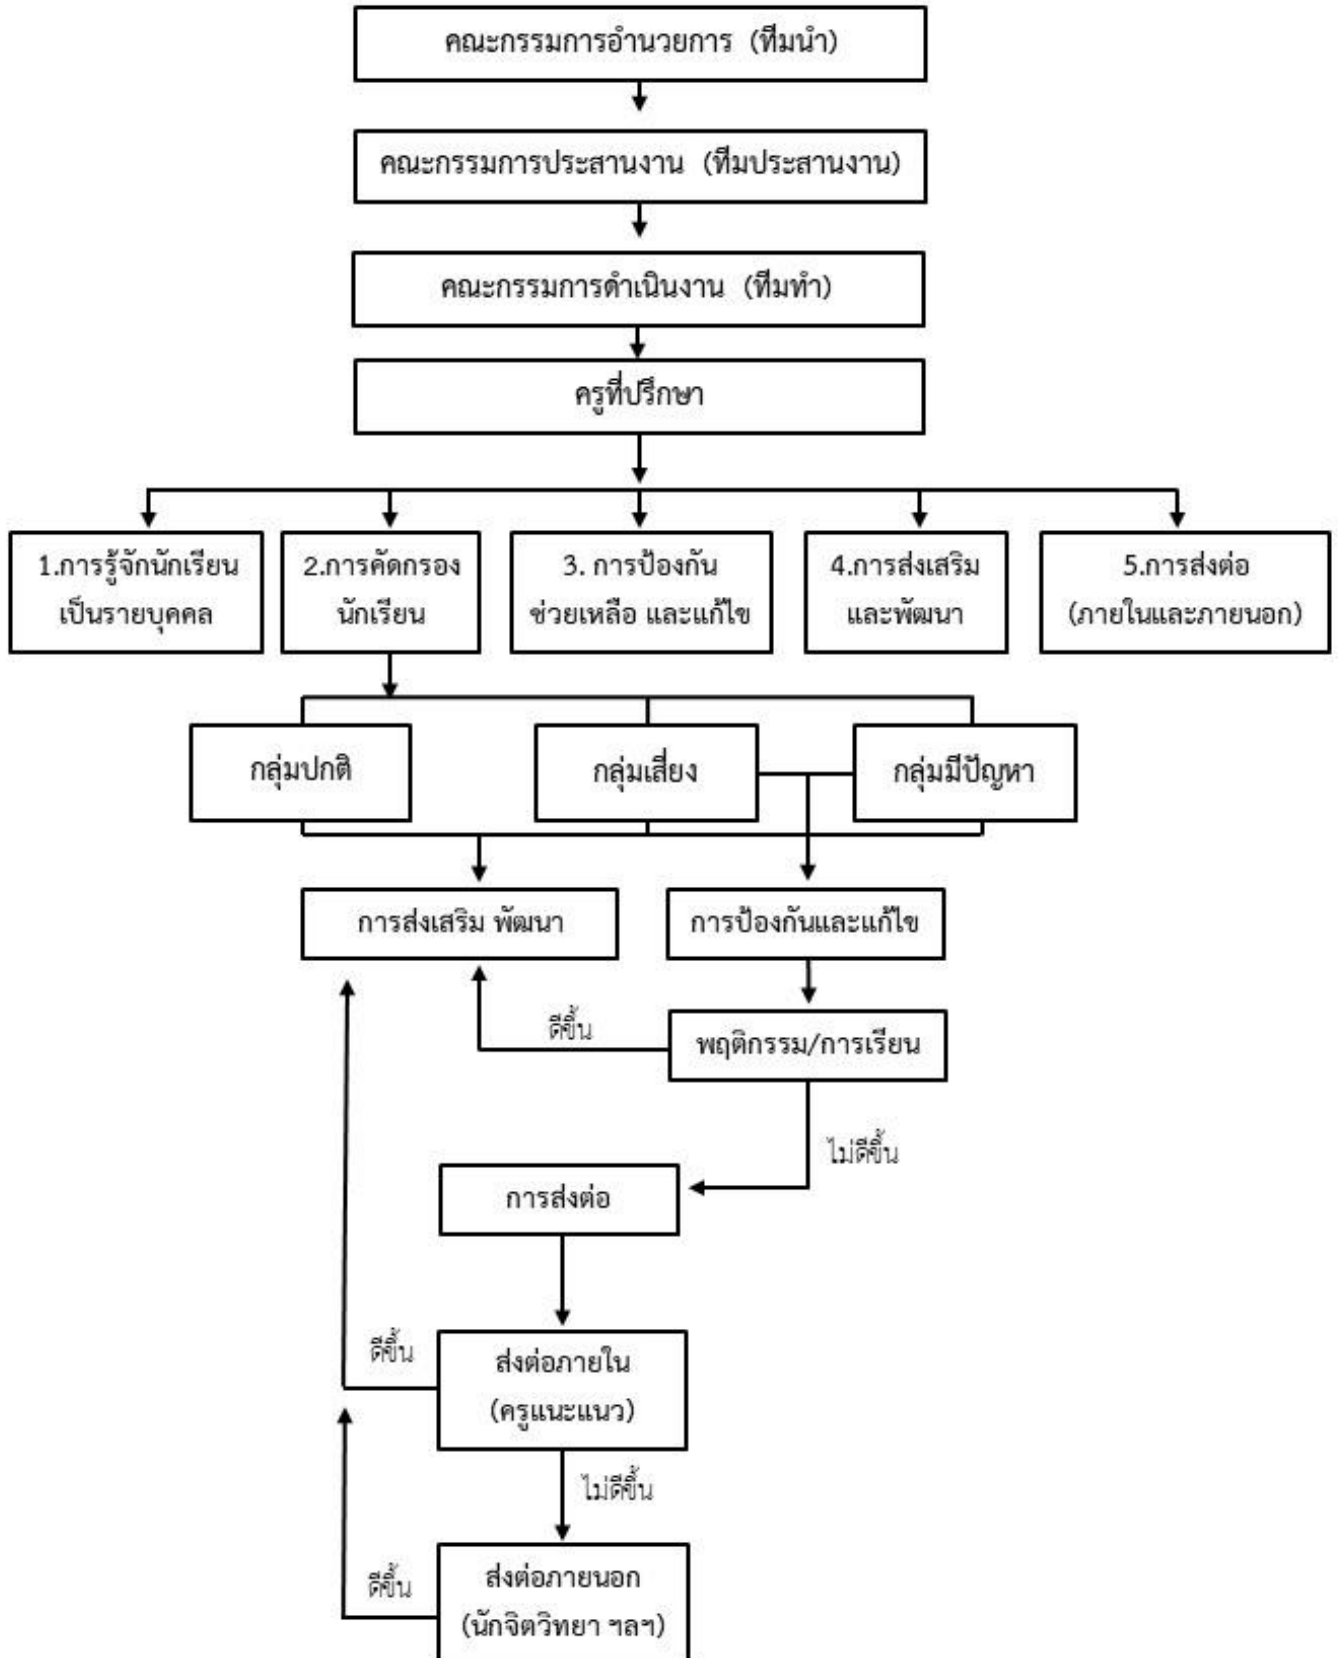 คณะกรรมการอำนวยการ (ทีมนำ)
คณะกรรมการประสานงาน (ทีมประสานงาน)
คณะกรรมการดำเนินงาน (ทีมทำ)
ครูที่ปรึกษา
1.การรู้จักนักเรียน
เป็นรายบุคคล
2.การคัดกรอง
นักเรียน
3. การป้องกัน
ช่วยเหลือ และแก้ไข
4.การส่งเสริม
และพัฒนา
5.การส่งต่อ
(ภายในและภายนอก)
กลุ่มปกติ
กลุ่มเสี่ยง
กลุ่มมีปัญหา
การส่งเสริม พัฒนา
การป้องกันและแก้ไข
ดีขึ้น
พฤติกรรม/การเรียน
ไม่ดีขึ้น
การส่งต่อ
ดีขึ้น
ส่งต่อภายใน
(ครูแนะแนว)
ไม่ดีขึ้น
ดีขึ้น
ส่งต่อภายนอก
(นักจิตวิทยา ฯลฯ)